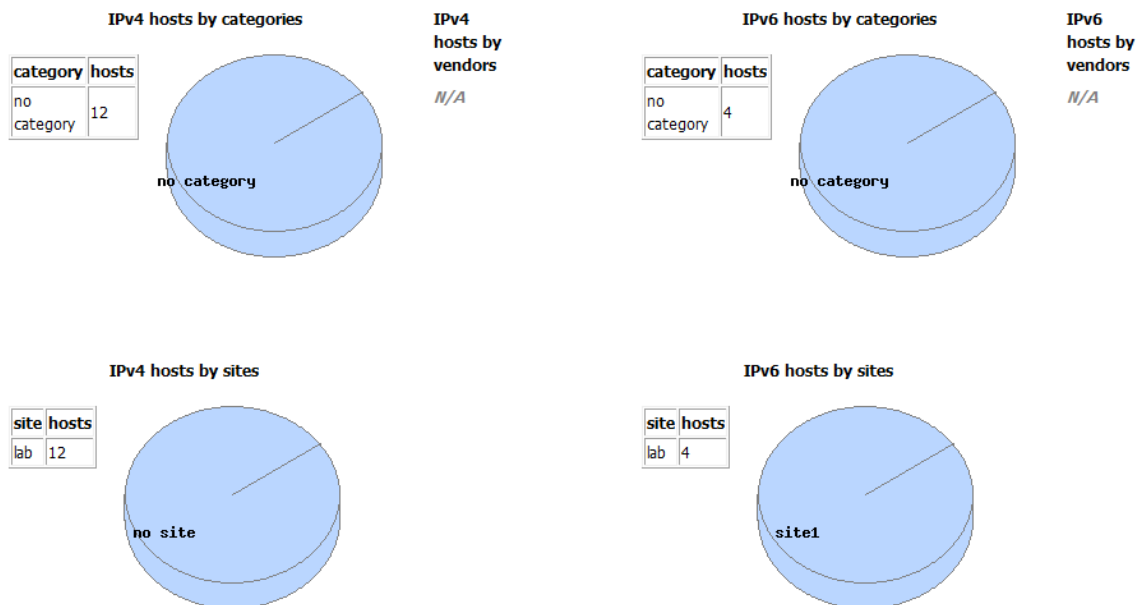 IPv4 hosts by categories
category hosts
no
category 12
no category
IPv4
hosts by
vendors
N/A
IPv6 hosts by categories
category hosts
no
category 4
no category
IPv6
hosts by
vendors
N/A
IPv4 hosts by sites
site hosts
lab 12
no site
IPv6 hosts by sites
site hosts
lab 4
site1